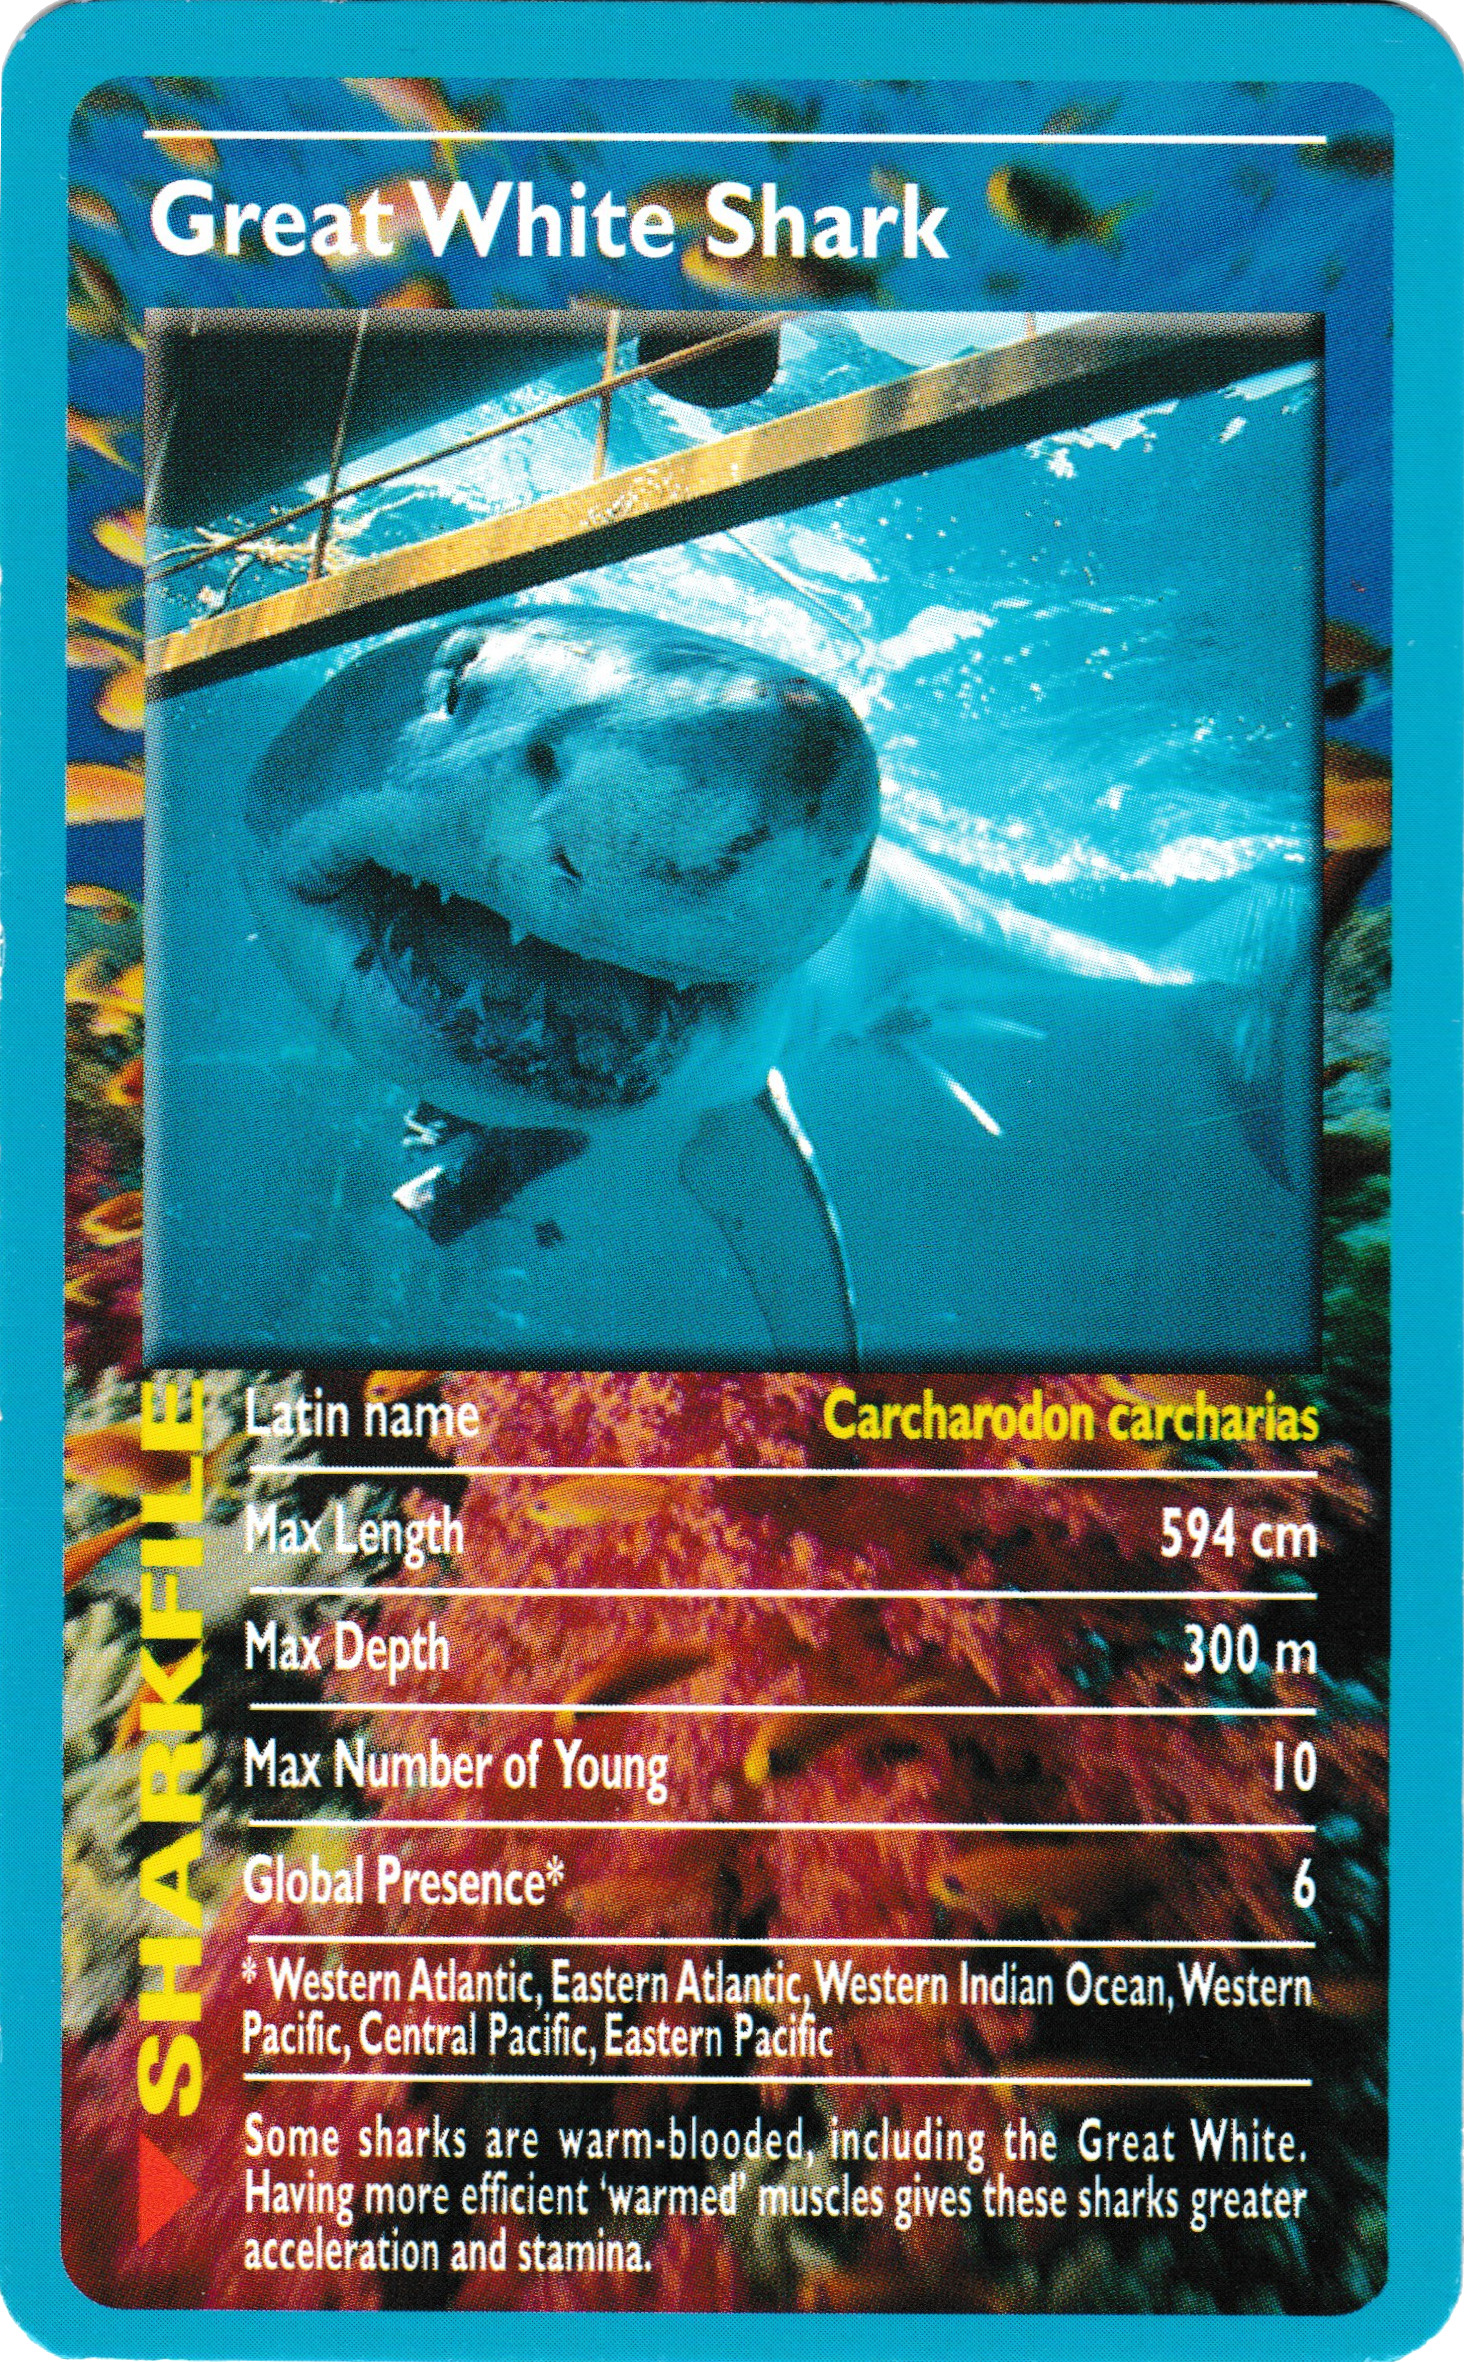 Great White Shark
SHARKFILE
Latin name Carcharodon carcharias
Max Length 594 cm
Max Depth 300 m
Max Number of Young 10
Global Presence* 6
* Western Atlantic, Eastern Atlantic, Western Indian Ocean, Western
Pacific, Central Pacific, Eastern Pacific
Some sharks are warm-blooded, including the Great White.
Having more efficient ‘warmed’ muscles gives these sharks greater
acceleration and stamina.